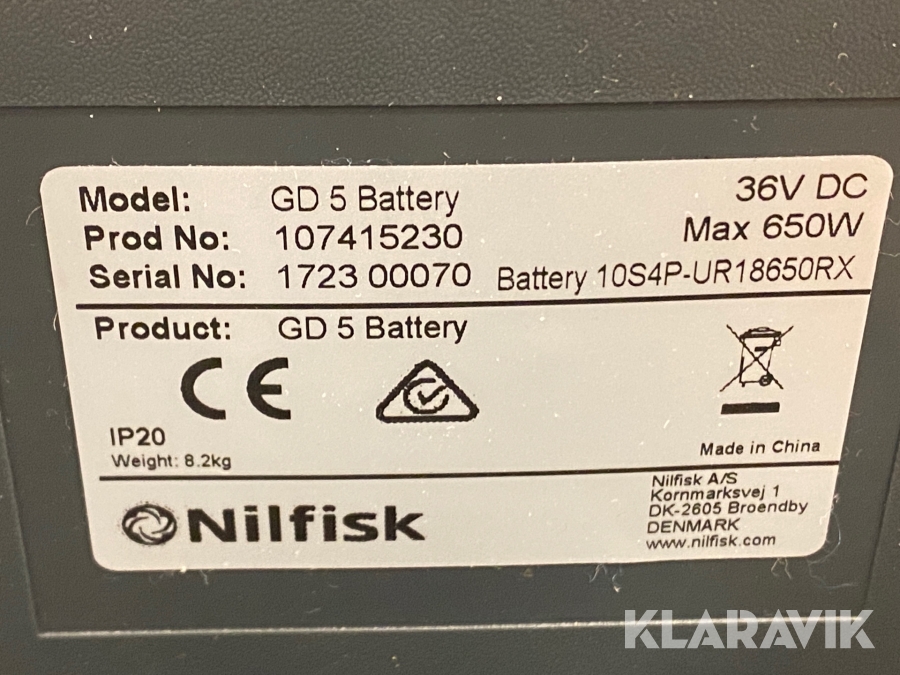 Model: GD 5 Battery 36V DC
Prod No: 107415230 Max 650W
Serial No: 1723 00070 Battery 10S4P-UR18650RX
Product: GD 5 Battery
CE
IP20
Weight: 8.2kg
Made in China
Nilfisk
Nilfisk A/S
Kornmarksvej 1
DK-2605 Broendby
DENMARK
www.nilfisk.com
KLARAVIK